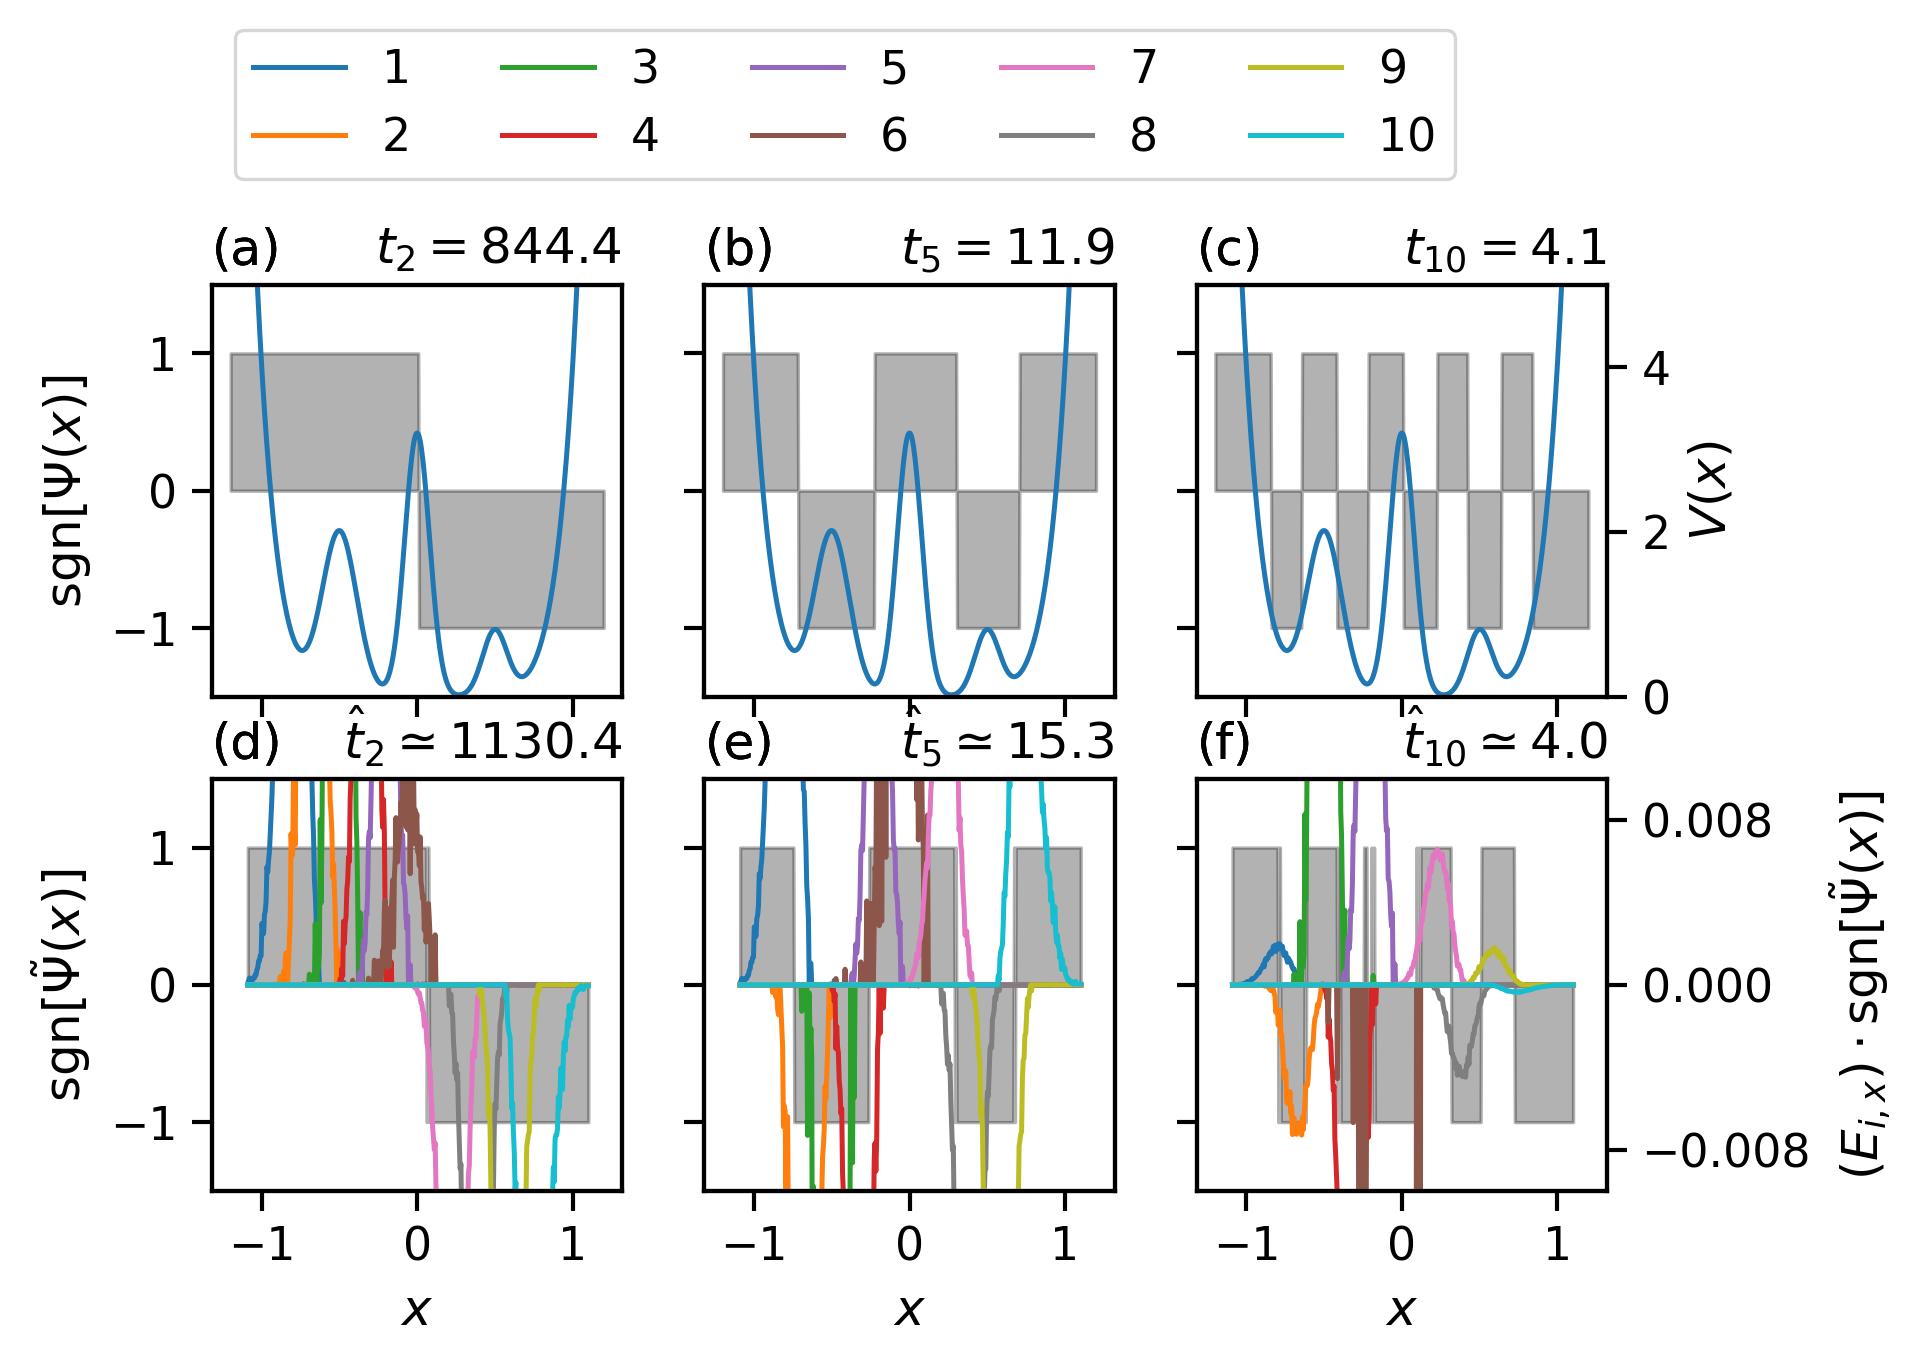 1 3 5 7 9
2 4 6 8 10
(a) t₂ = 844.4 (b) t₅ = 11.9 (c) t₁₀ = 4.1
sgn[Ψ(x)]
1
0
−1
4
2
0
V(x)
(d) t̂₂ ≃ 1130.4 (e) t̂₅ ≃ 15.3 (f) t̂₁₀ ≃ 4.0
sgn[Ψ̃(x)]
1
0
−1
0.008
0.000
−0.008
(Eᵢ,ₓ) · sgn[Ψ̃(x)]
−1 0 1 −1 0 1 −1 0 1
x x x